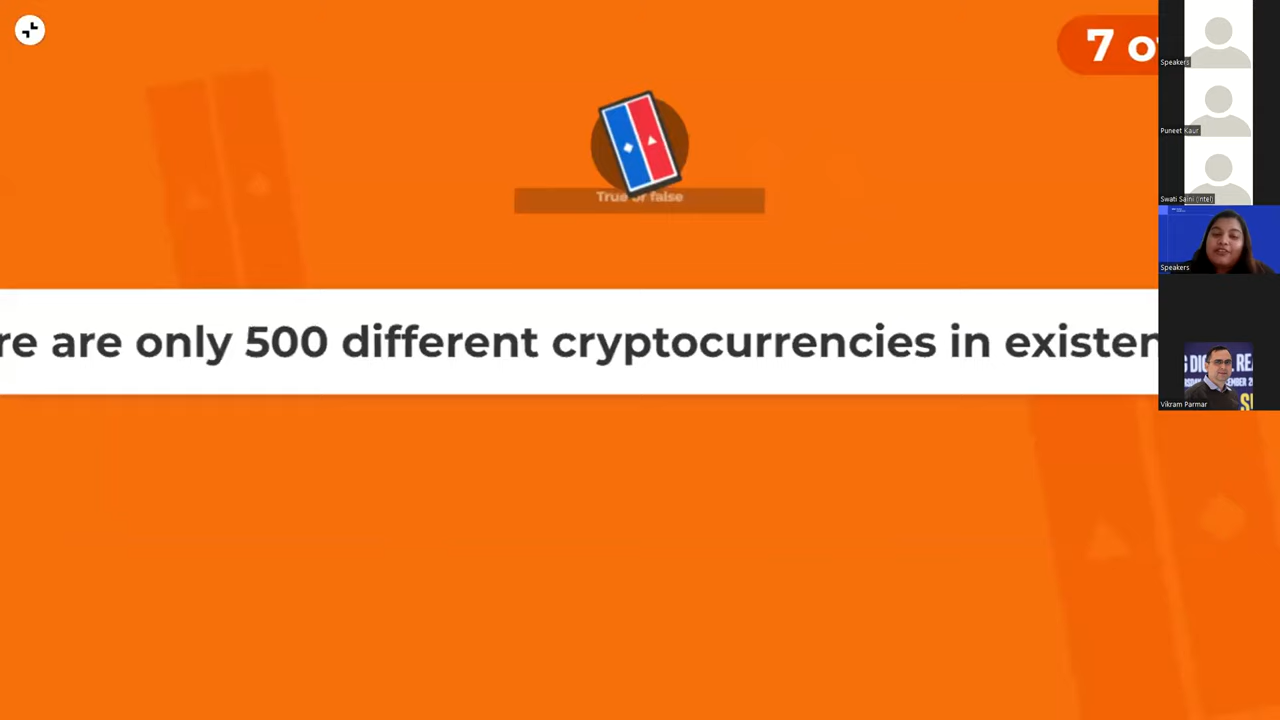 7 o
True or false
re are only 500 different cryptocurrencies in existen
Speakers
Puneet Kaur
Swati Saini (Intel)
Speakers
Vikram Parmar